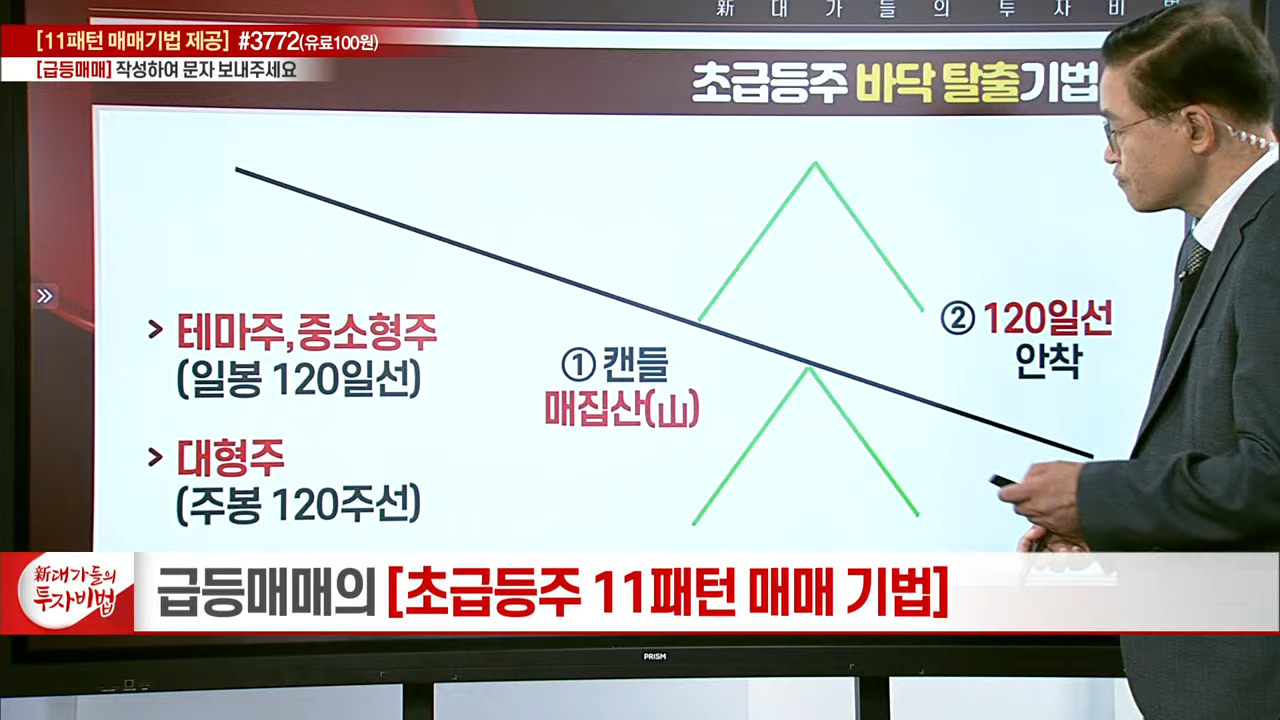 新 대 가 들 의 투 자 비 법
[11패턴 매매기법 제공] #3772(유료100원)
[급등매매] 작성하여 문자 보내주세요
초급등주 바닥 탈출기법
> 테마주,중소형주
(일봉 120일선)
> 대형주
(주봉 120주선)
① 캔들
매집산(山)
② 120일선
안착
新대가들의
투자비법
급등매매의 [초급등주 11패턴 매매 기법]
PRISM